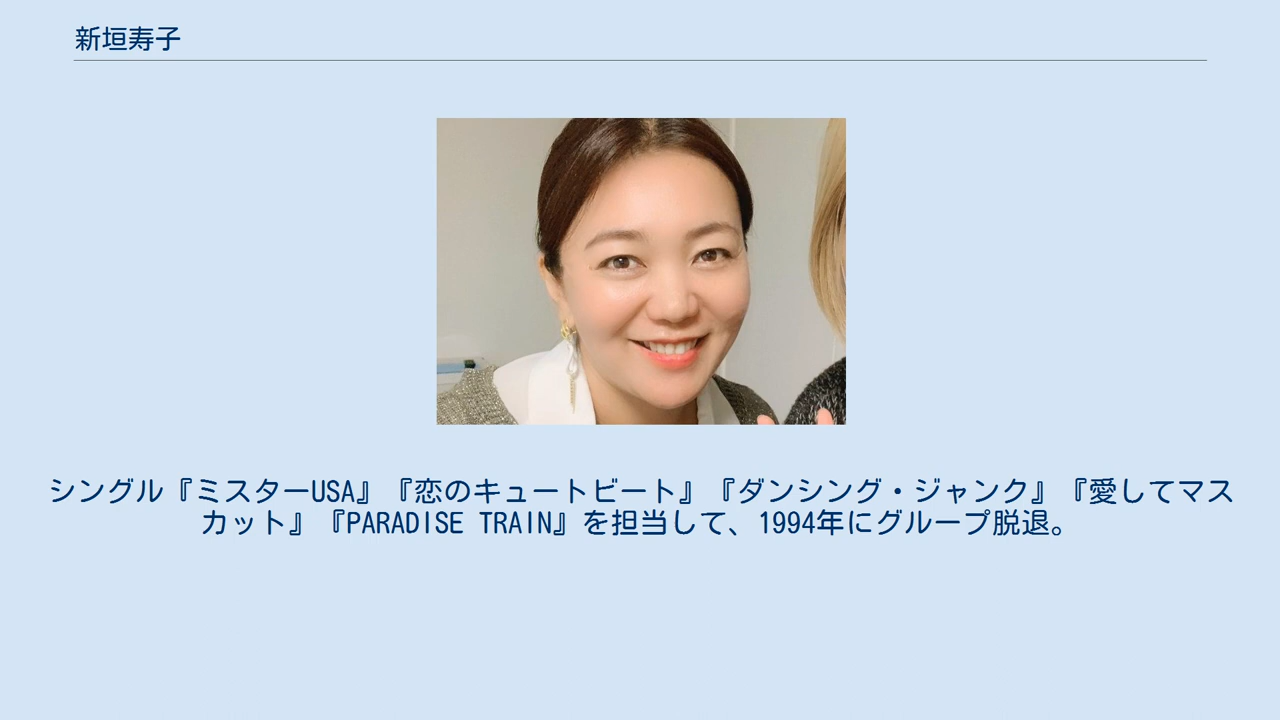 新垣寿子
シングル『ミスターUSA』『恋のキュートビート』『ダンシング・ジャンク』『愛してマス
カット』『PARADISE TRAIN』を担当して、1994年にグループ脱退。